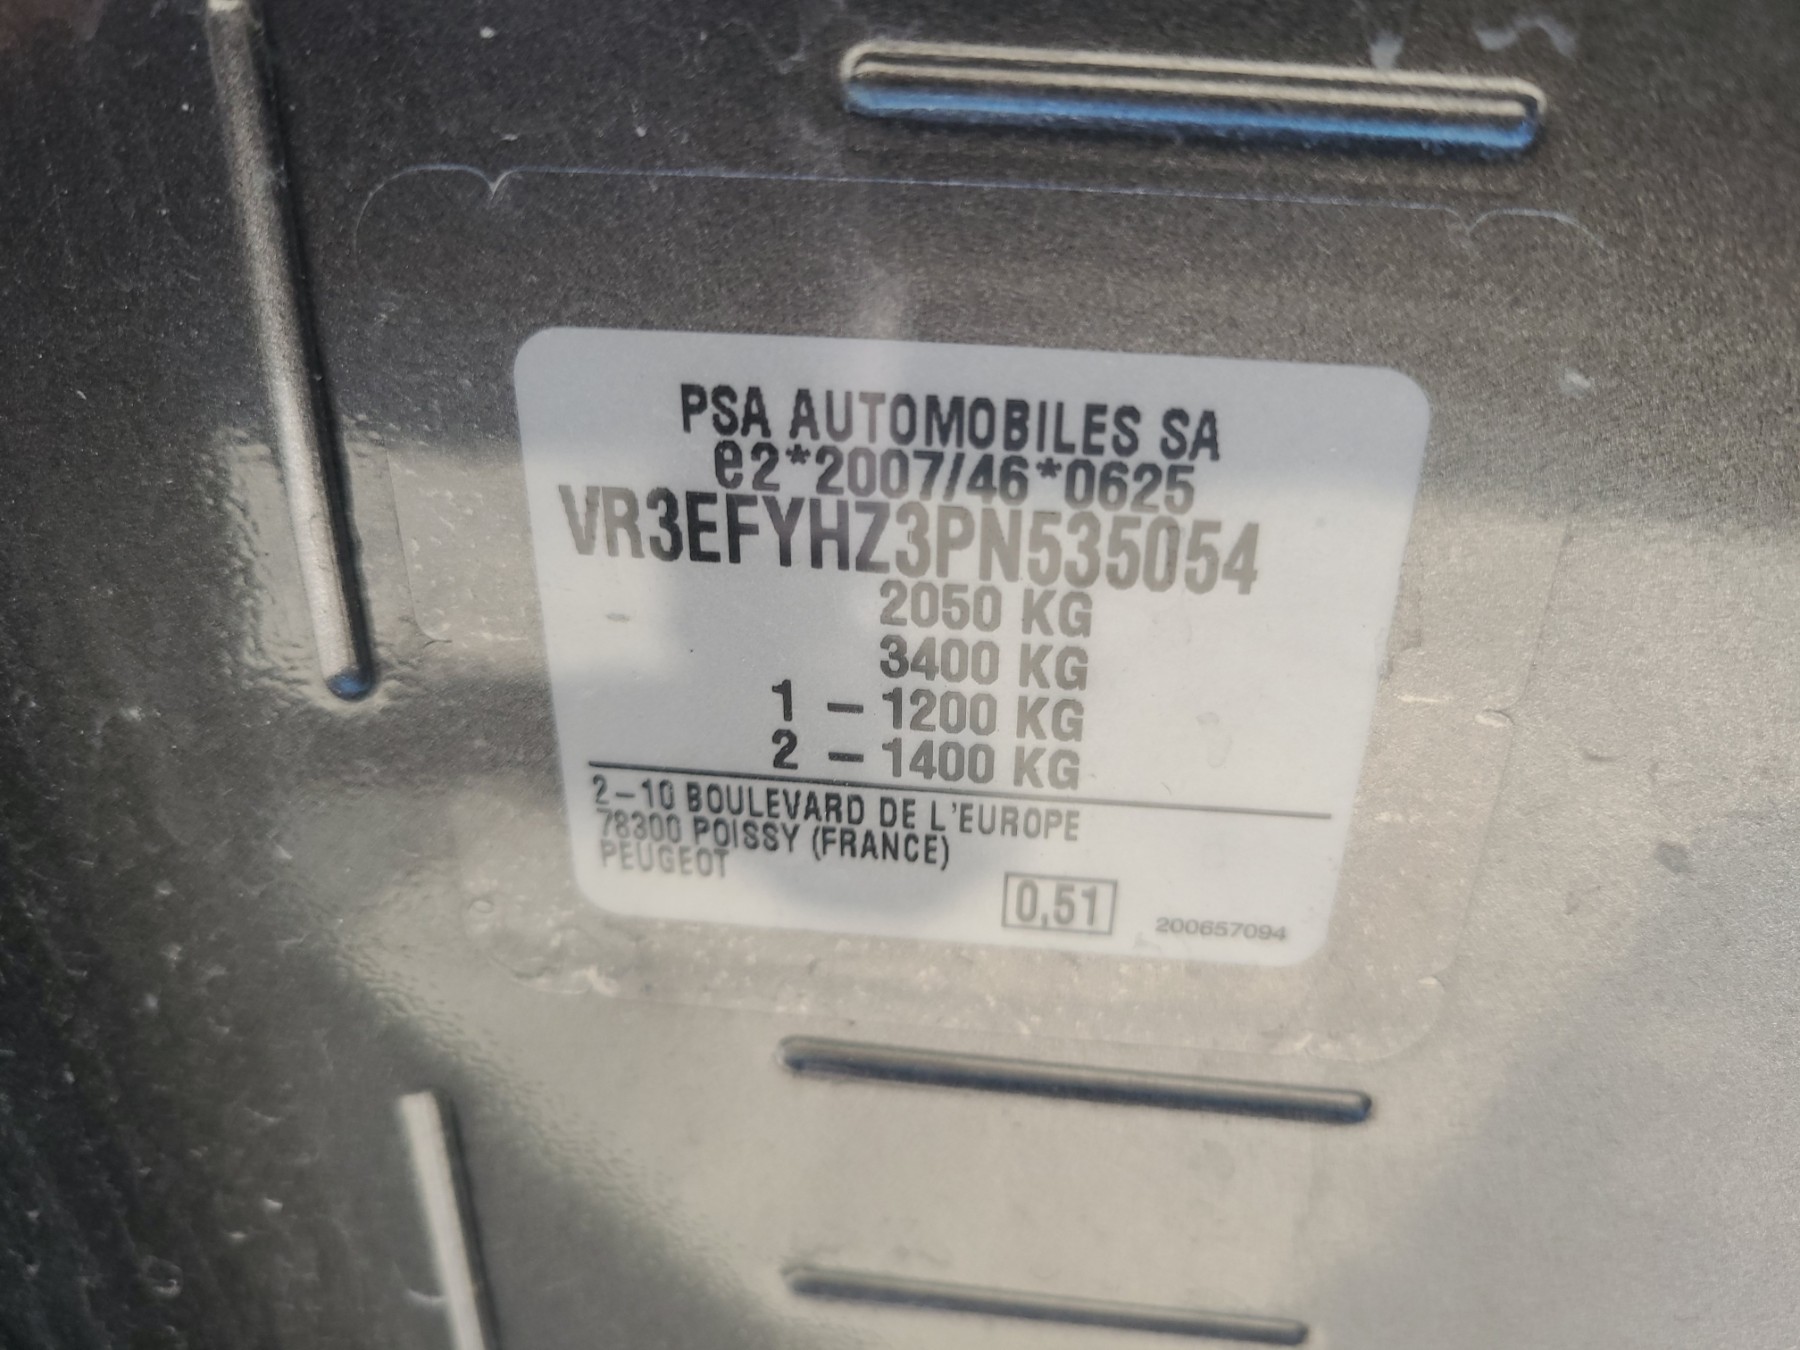 PSA AUTOMOBILES SA
e2*2007/46*0625
VR3EFYHZ3PN535054
2050 KG
3400 KG
1 – 1200 KG
2 – 1400 KG
2–10 BOULEVARD DE L'EUROPE
78300 POISSY (FRANCE)
PEUGEOT
0,51
200657094